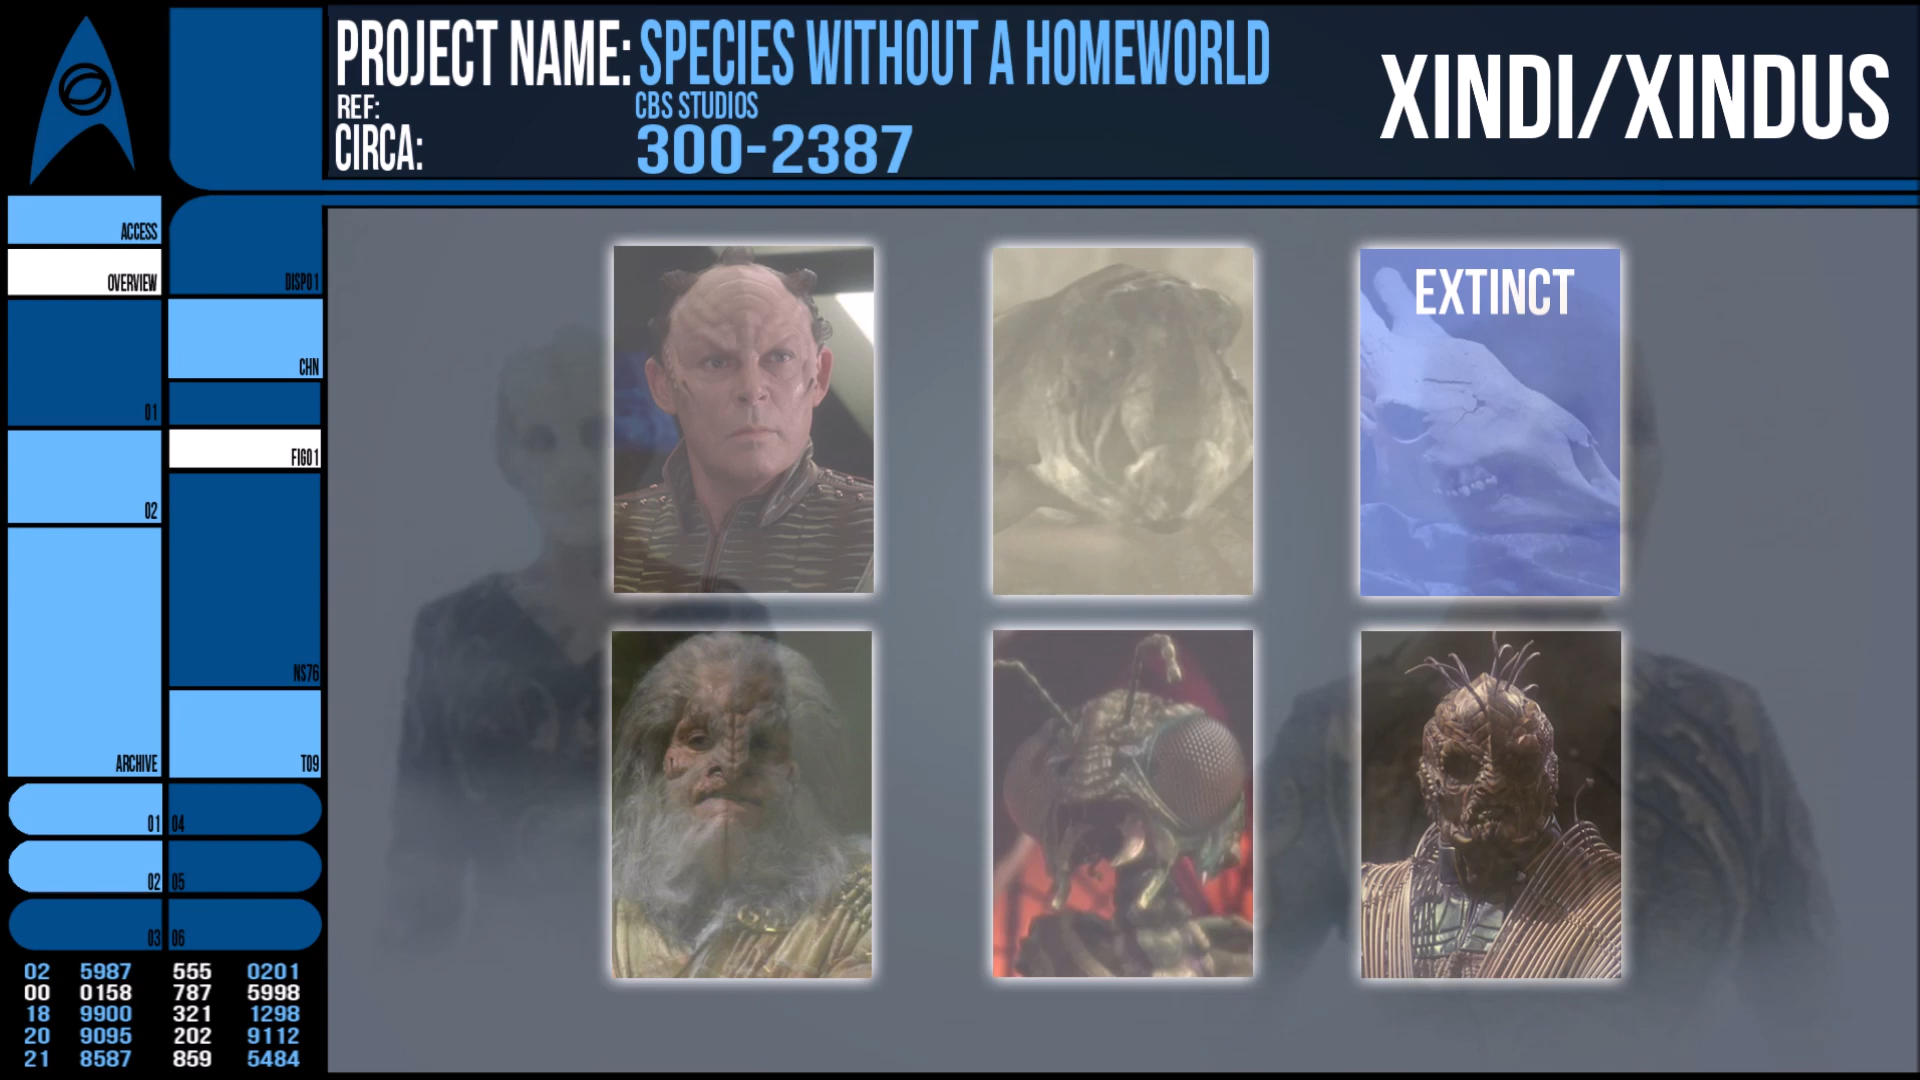 PROJECT NAME: SPECIES WITHOUT A HOMEWORLD
REF: CBS STUDIOS
CIRCA: 300-2387
XINDI/XINDUS
ACCESS
OVERVIEW
DISP01
CHN
01
FIG01
02
NS76
ARCHIVE
T09
01 04
02 05
03 06
02 5987 555 0201
00 0158 787 5998
18 9900 321 1298
20 9095 202 9112
21 8587 859 5484
EXTINCT